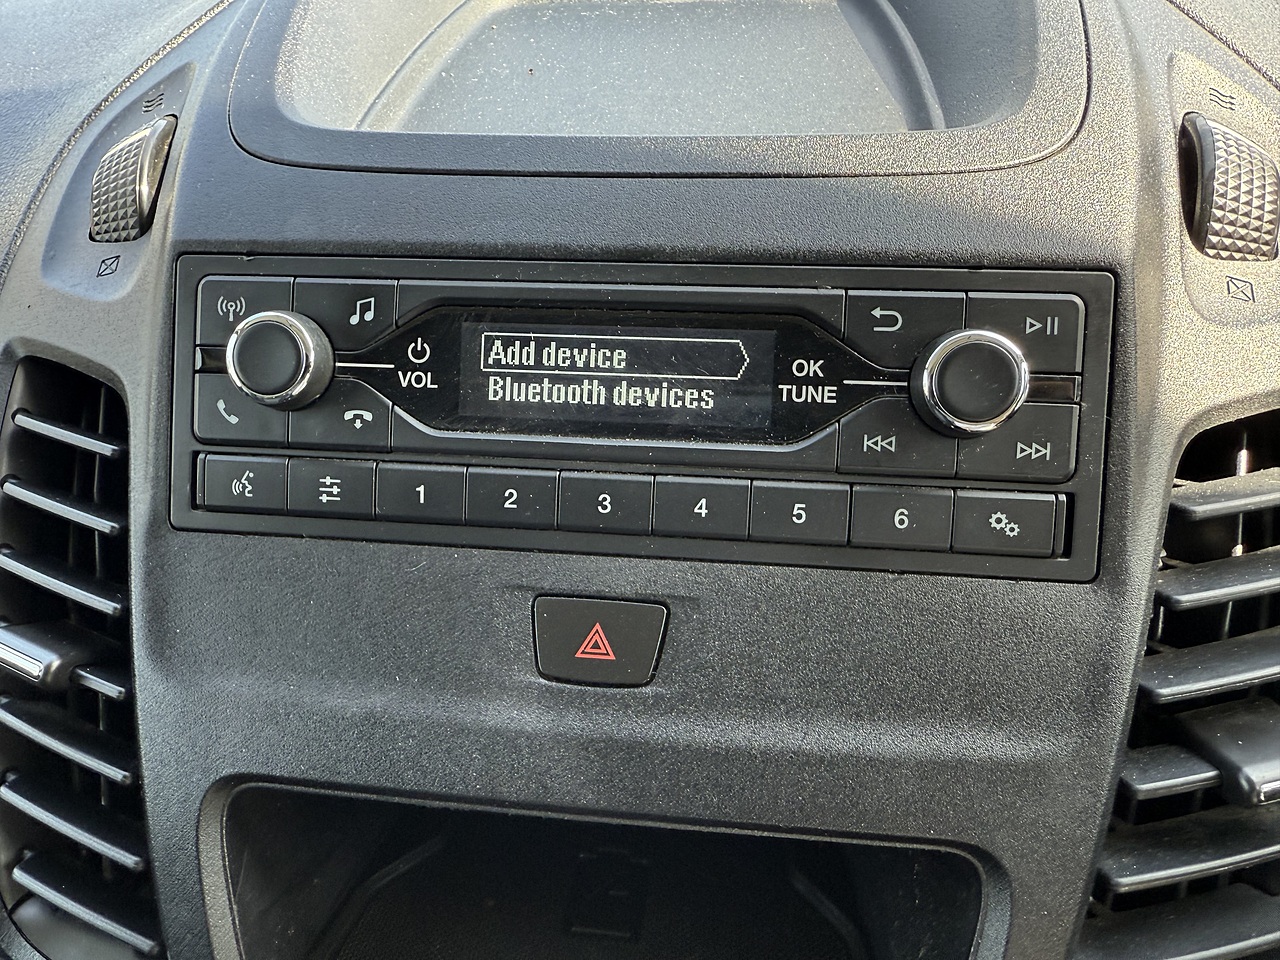 Add device
Bluetooth devices
VOL
OK
TUNE
1 2 3 4 5 6